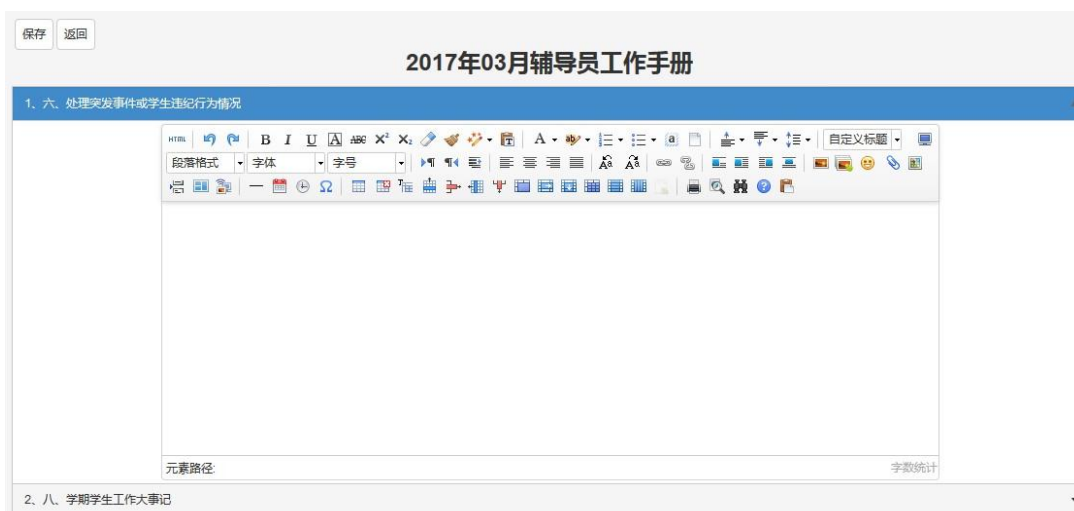 保存 返回
2017年03月辅导员工作手册
1、六、处理突发事件或学生违纪行为情况
HTML B I U A ABC X² X₂ A a 自定义标题
段落格式 字体 字号
元素路径: 字数统计
2、八、学期学生工作大事记